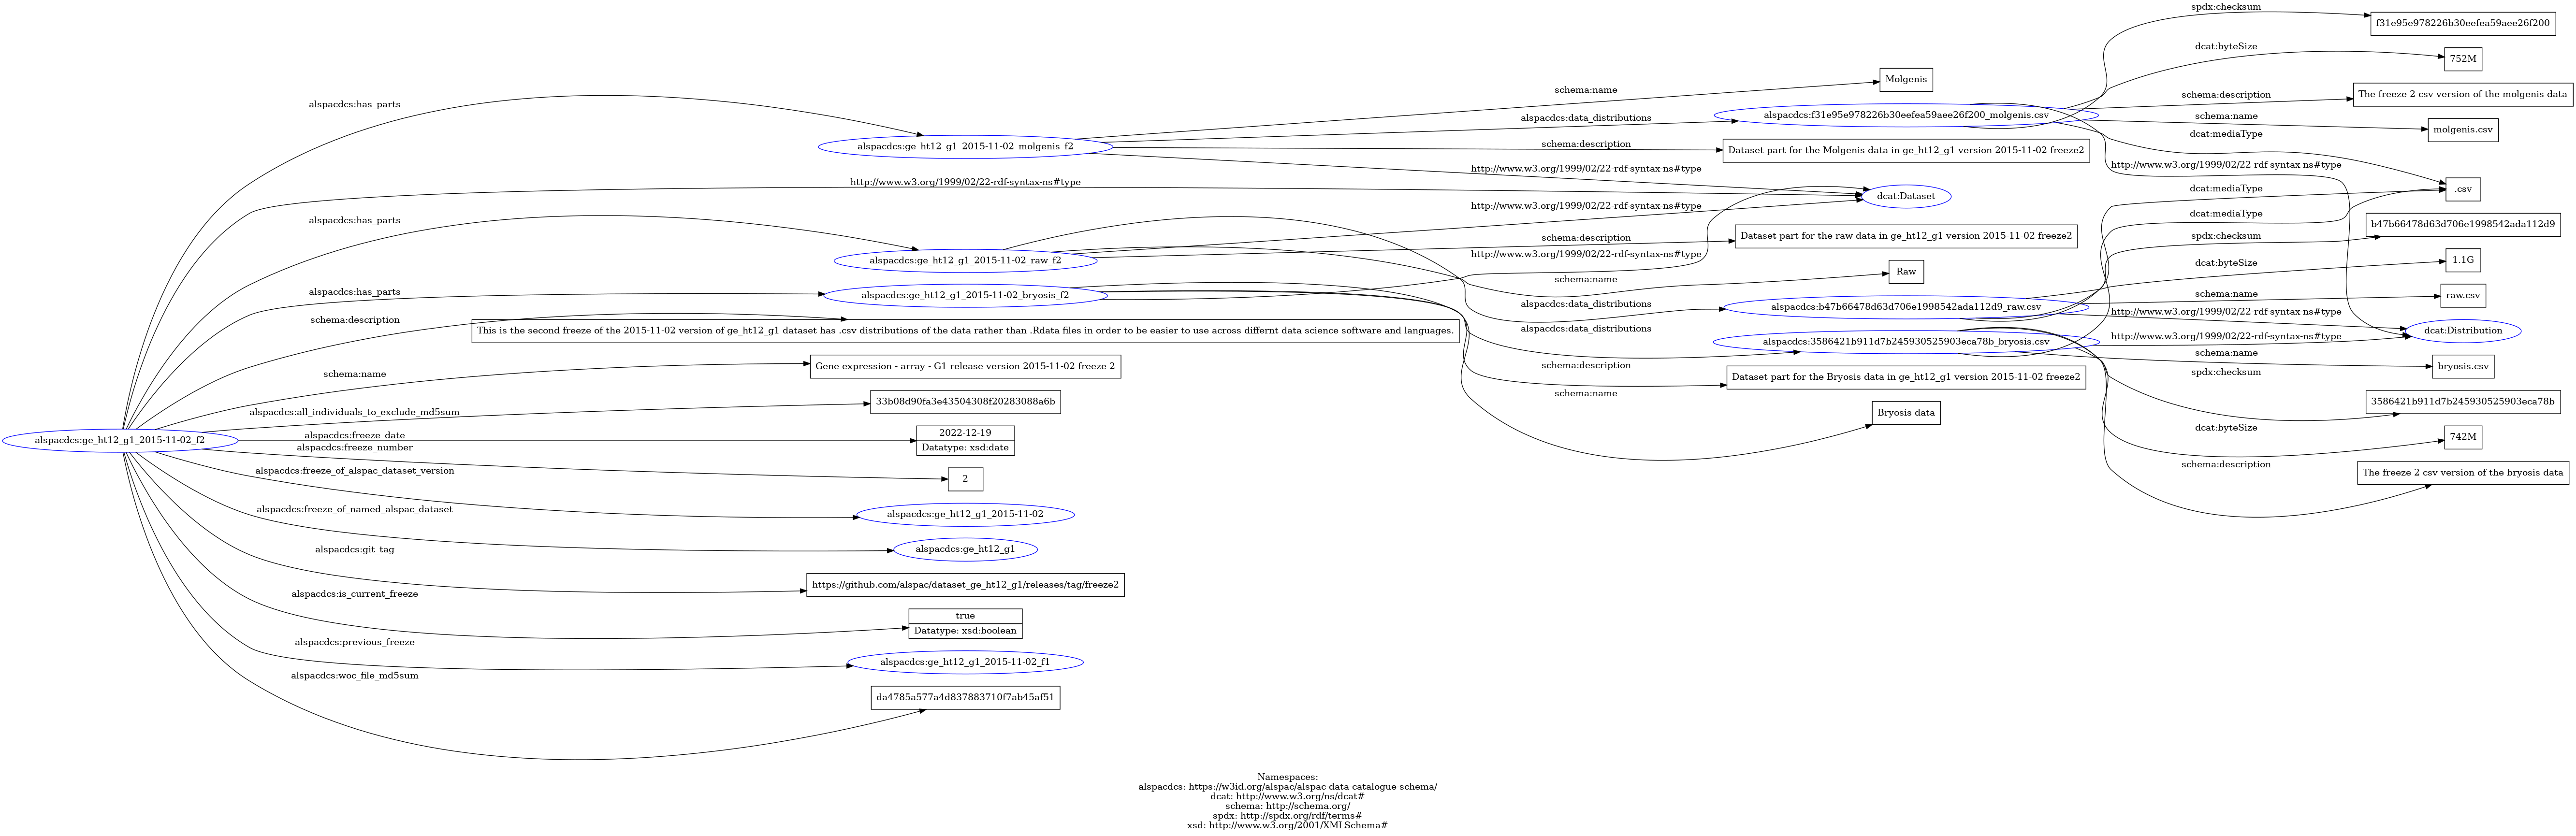 spdx:checksum
f31e95e978226b30eefea59aee26f200
dcat:byteSize
752M
Molgenis
schema:name
schema:description
The freeze 2 csv version of the molgenis data
alspacdcs:has_parts
alspacdcs:data_distributions
alspacdcs:f31e95e978226b30eefea59aee26f200_molgenis.csv
schema:name
molgenis.csv
dcat:mediaType
alspacdcs:ge_ht12_g1_2015-11-02_molgenis_f2
schema:description
Dataset part for the Molgenis data in ge_ht12_g1 version 2015-11-02 freeze2
http://www.w3.org/1999/02/22-rdf-syntax-ns#type
http://www.w3.org/1999/02/22-rdf-syntax-ns#type
http://www.w3.org/1999/02/22-rdf-syntax-ns#type
dcat:mediaType
.csv
dcat:Dataset
http://www.w3.org/1999/02/22-rdf-syntax-ns#type
dcat:mediaType
alspacdcs:has_parts
b47b66478d63d706e1998542ada112d9
schema:description
Dataset part for the raw data in ge_ht12_g1 version 2015-11-02 freeze2
spdx:checksum
http://www.w3.org/1999/02/22-rdf-syntax-ns#type
alspacdcs:ge_ht12_g1_2015-11-02_raw_f2
dcat:byteSize
1.1G
schema:name
Raw
alspacdcs:has_parts
alspacdcs:ge_ht12_g1_2015-11-02_bryosis_f2
schema:name
raw.csv
alspacdcs:data_distributions
alspacdcs:b47b66478d63d706e1998542ada112d9_raw.csv
http://www.w3.org/1999/02/22-rdf-syntax-ns#type
schema:description
This is the second freeze of the 2015-11-02 version of ge_ht12_g1 dataset has .csv distributions of the data rather than .Rdata files in order to be easier to use across differnt data science software and languages.
alspacdcs:data_distributions
dcat:Distribution
alspacdcs:3586421b911d7b245930525903eca78b_bryosis.csv
http://www.w3.org/1999/02/22-rdf-syntax-ns#type
schema:name
bryosis.csv
schema:name
Gene expression - array - G1 release version 2015-11-02 freeze 2
schema:description
Dataset part for the Bryosis data in ge_ht12_g1 version 2015-11-02 freeze2
spdx:checksum
3586421b911d7b245930525903eca78b
schema:name
Bryosis data
alspacdcs:all_individuals_to_exclude_md5sum
33b08d90fa3e43504308f20283088a6b
dcat:byteSize
742M
alspacdcs:ge_ht12_g1_2015-11-02_f2
alspacdcs:freeze_date
2022-12-19
Datatype: xsd:date
alspacdcs:freeze_number
2
schema:description
The freeze 2 csv version of the bryosis data
alspacdcs:freeze_of_alspac_dataset_version
alspacdcs:ge_ht12_g1_2015-11-02
alspacdcs:freeze_of_named_alspac_dataset
alspacdcs:ge_ht12_g1
alspacdcs:git_tag
https://github.com/alspac/dataset_ge_ht12_g1/releases/tag/freeze2
alspacdcs:is_current_freeze
true
Datatype: xsd:boolean
alspacdcs:previous_freeze
alspacdcs:ge_ht12_g1_2015-11-02_f1
alspacdcs:woc_file_md5sum
da4785a577a4d837883710f7ab45af51
Namespaces:
alspacdcs: https://w3id.org/alspac/alspac-data-catalogue-schema/
dcat: http://www.w3.org/ns/dcat#
schema: http://schema.org/
spdx: http://spdx.org/rdf/terms#
xsd: http://www.w3.org/2001/XMLSchema#